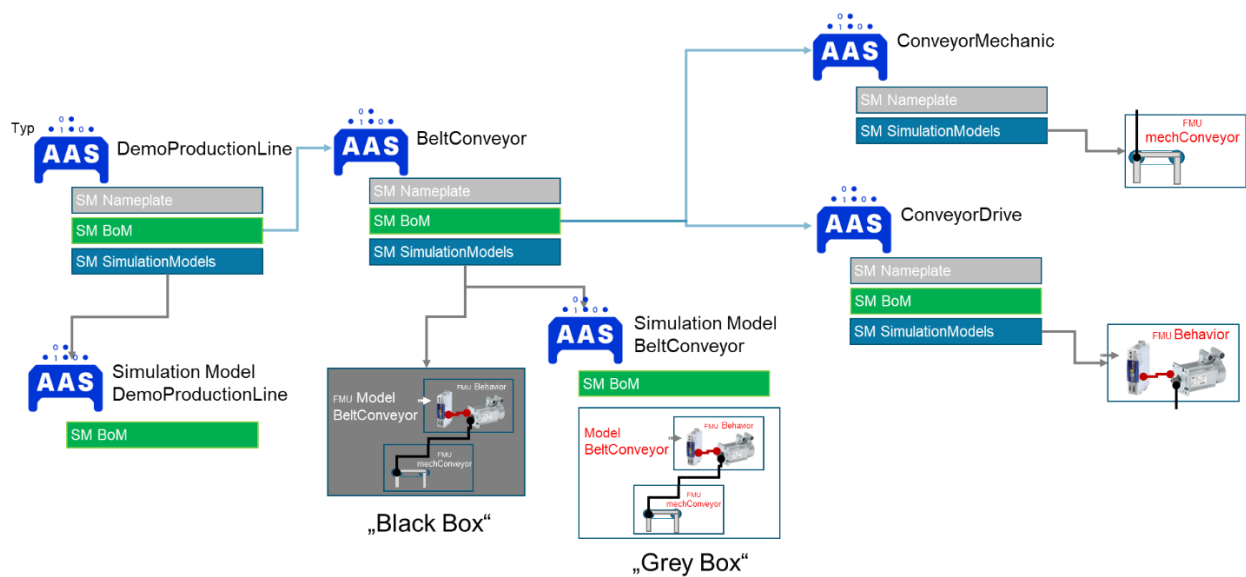 Typ
AAS
DemoProductionLine
SM Nameplate
SM BoM
SM SimulationModels
AAS
Simulation Model
DemoProductionLine
SM BoM
AAS
BeltConveyor
SM Nameplate
SM BoM
SM SimulationModels
FMU Model
BeltConveyor
FMU Behavior
FMU
mechConveyor
„Black Box“
AAS
Simulation Model
BeltConveyor
SM BoM
Model
BeltConveyor
FMU Behavior
FMU
mechConveyor
„Grey Box“
AAS
ConveyorMechanic
SM Nameplate
SM SimulationModels
FMU
mechConveyor
AAS
ConveyorDrive
SM Nameplate
SM BoM
SM SimulationModels
FMU Behavior